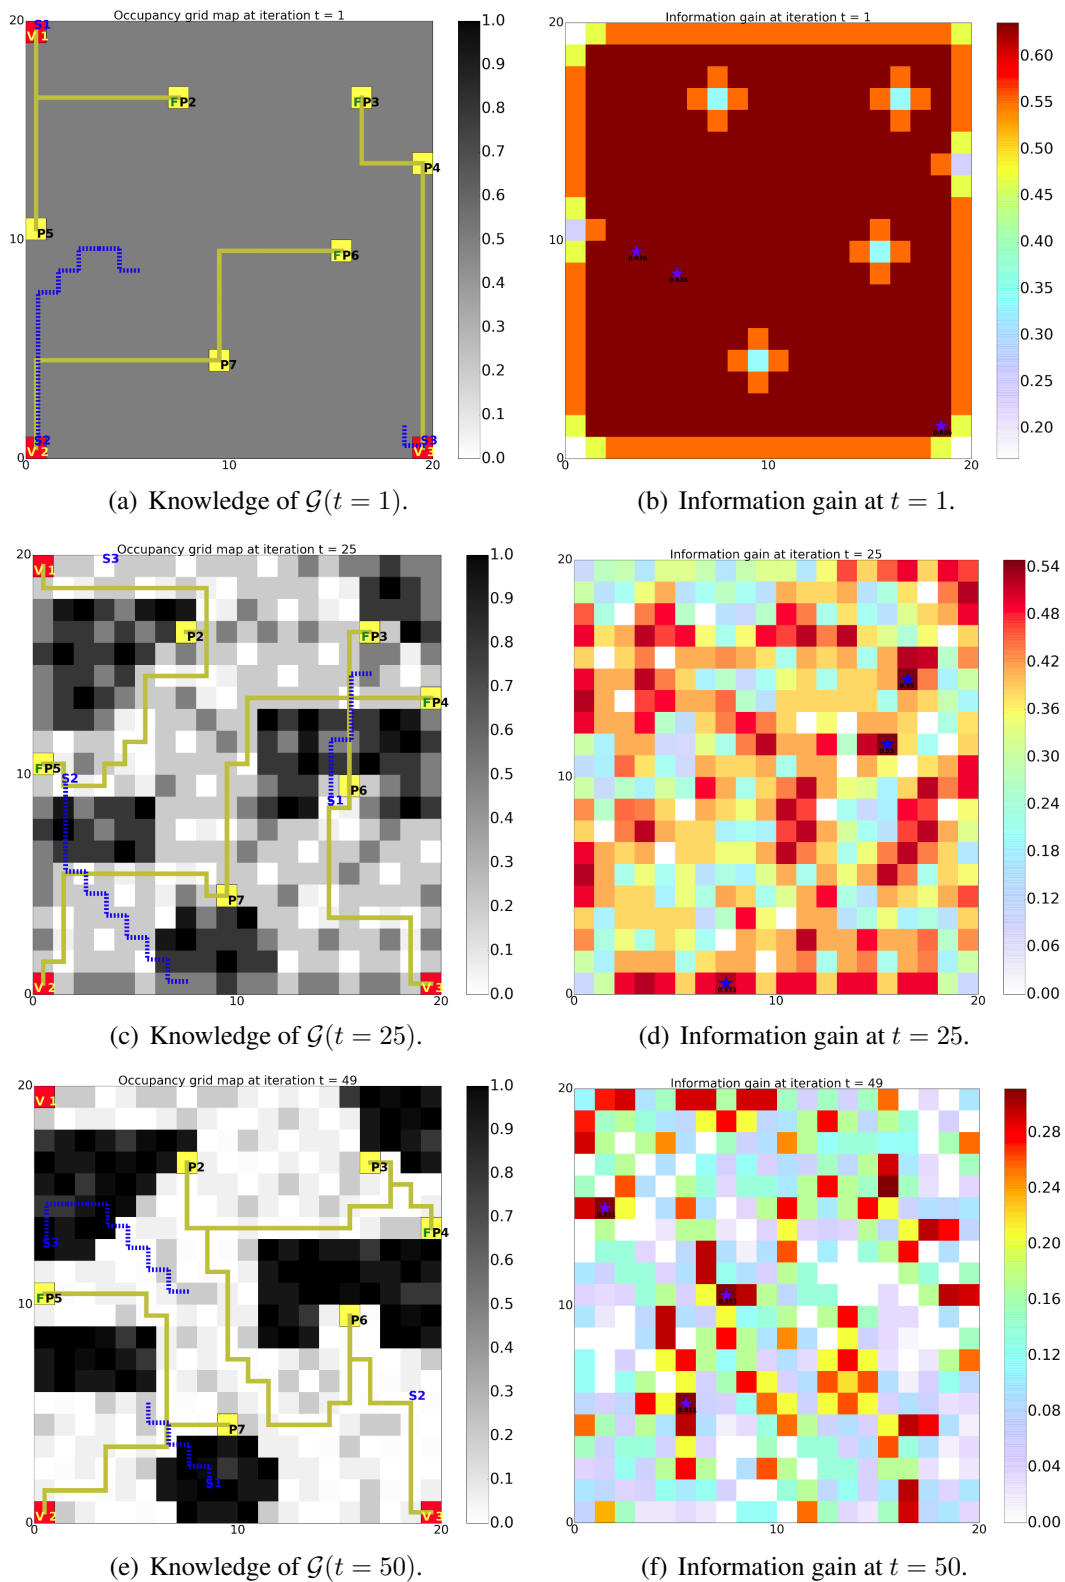 Occupancy grid map at iteration t = 1
Information gain at iteration t = 1
20
S1
V 1
F P2
F P3
P4
P5
10
F P6
P7
S2
V 2
S3
V 3
0
10
20
1.0
0.9
0.8
0.7
0.6
0.5
0.4
0.3
0.2
0.1
0.0
20
10
0
10
20
0.60
0.55
0.50
0.45
0.40
0.35
0.30
0.25
0.20
(a) Knowledge of G(t = 1).
(b) Information gain at t = 1.
Occupancy grid map at iteration t = 25
Information gain at iteration t = 25
20
S3
V 1
P2
F P3
F P4
F P5
10
S2
P6
S1
P7
V 2
V 3
0
10
20
1.0
0.9
0.8
0.7
0.6
0.5
0.4
0.3
0.2
0.1
0.0
20
10
0
10
20
0.54
0.48
0.42
0.36
0.30
0.24
0.18
0.12
0.06
0.00
(c) Knowledge of G(t = 25).
(d) Information gain at t = 25.
Occupancy grid map at iteration t = 49
Information gain at iteration t = 49
20
V 1
P2
P3
F P4
S3
F P5
10
P6
S2
P7
S1
V 2
V 3
0
10
20
1.0
0.9
0.8
0.7
0.6
0.5
0.4
0.3
0.2
0.1
0.0
20
10
0
10
20
0.28
0.24
0.20
0.16
0.12
0.08
0.04
0.00
(e) Knowledge of G(t = 50).
(f) Information gain at t = 50.